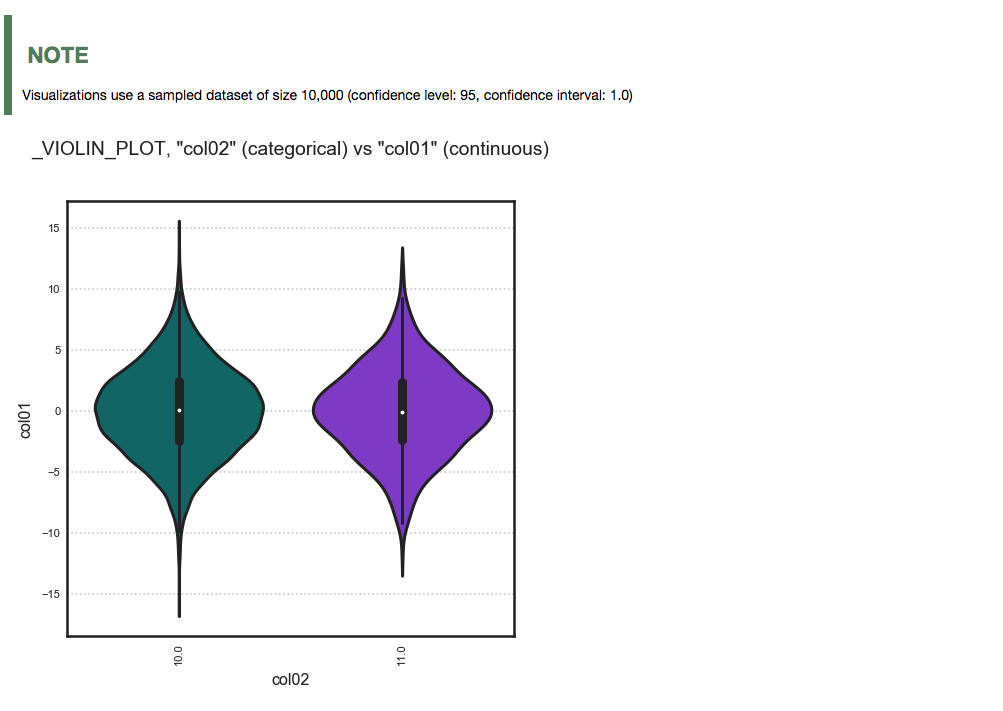 NOTE
Visualizations use a sampled dataset of size 10,000 (confidence level: 95, confidence interval: 1.0)
_VIOLIN_PLOT, "col02" (categorical) vs "col01" (continuous)
15
10
5
0
−5
−10
−15
col01
10.0
11.0
col02